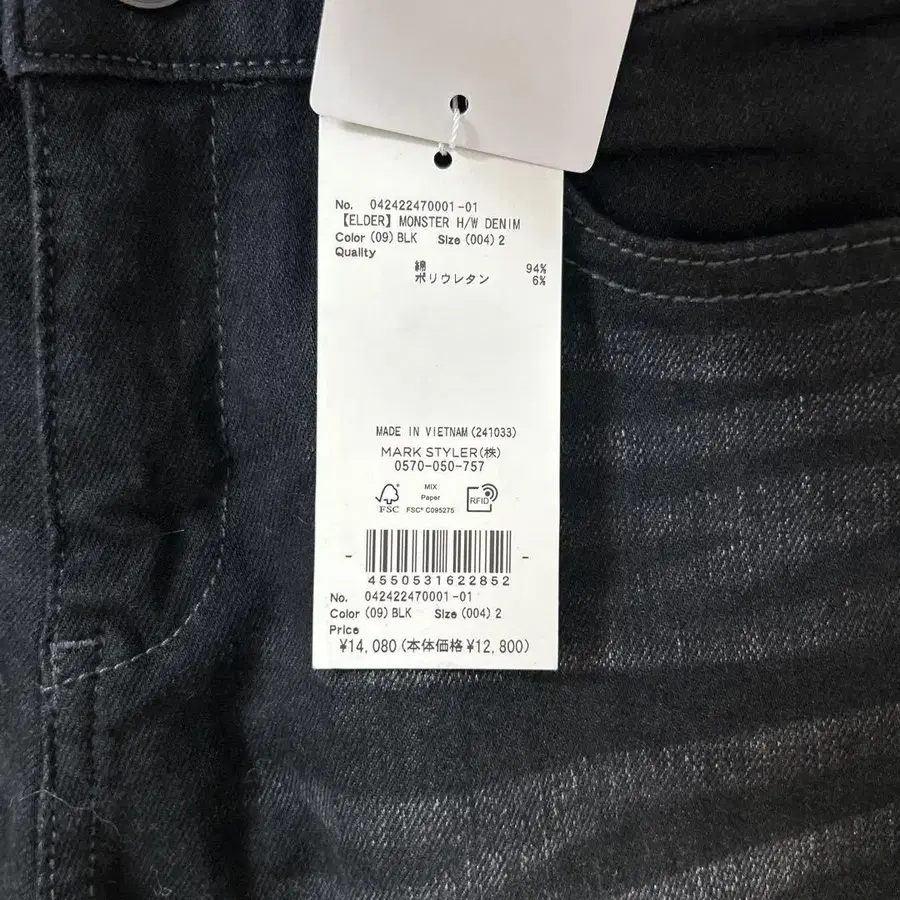 No. 042422470001-01
【ELDER】MONSTER H/W DENIM
Color (09) BLK Size (004) 2
Quality
綿 94%
ポリウレタン 6%
MADE IN VIETNAM (241033)
MARK STYLER(株)
0570-050-757
FSC
MIX
Paper
FSC® C095275
RFID
4550531622852
No. 042422470001-01
Color (09) BLK Size (004) 2
Price
¥14,080 (本体価格 ¥12,800)